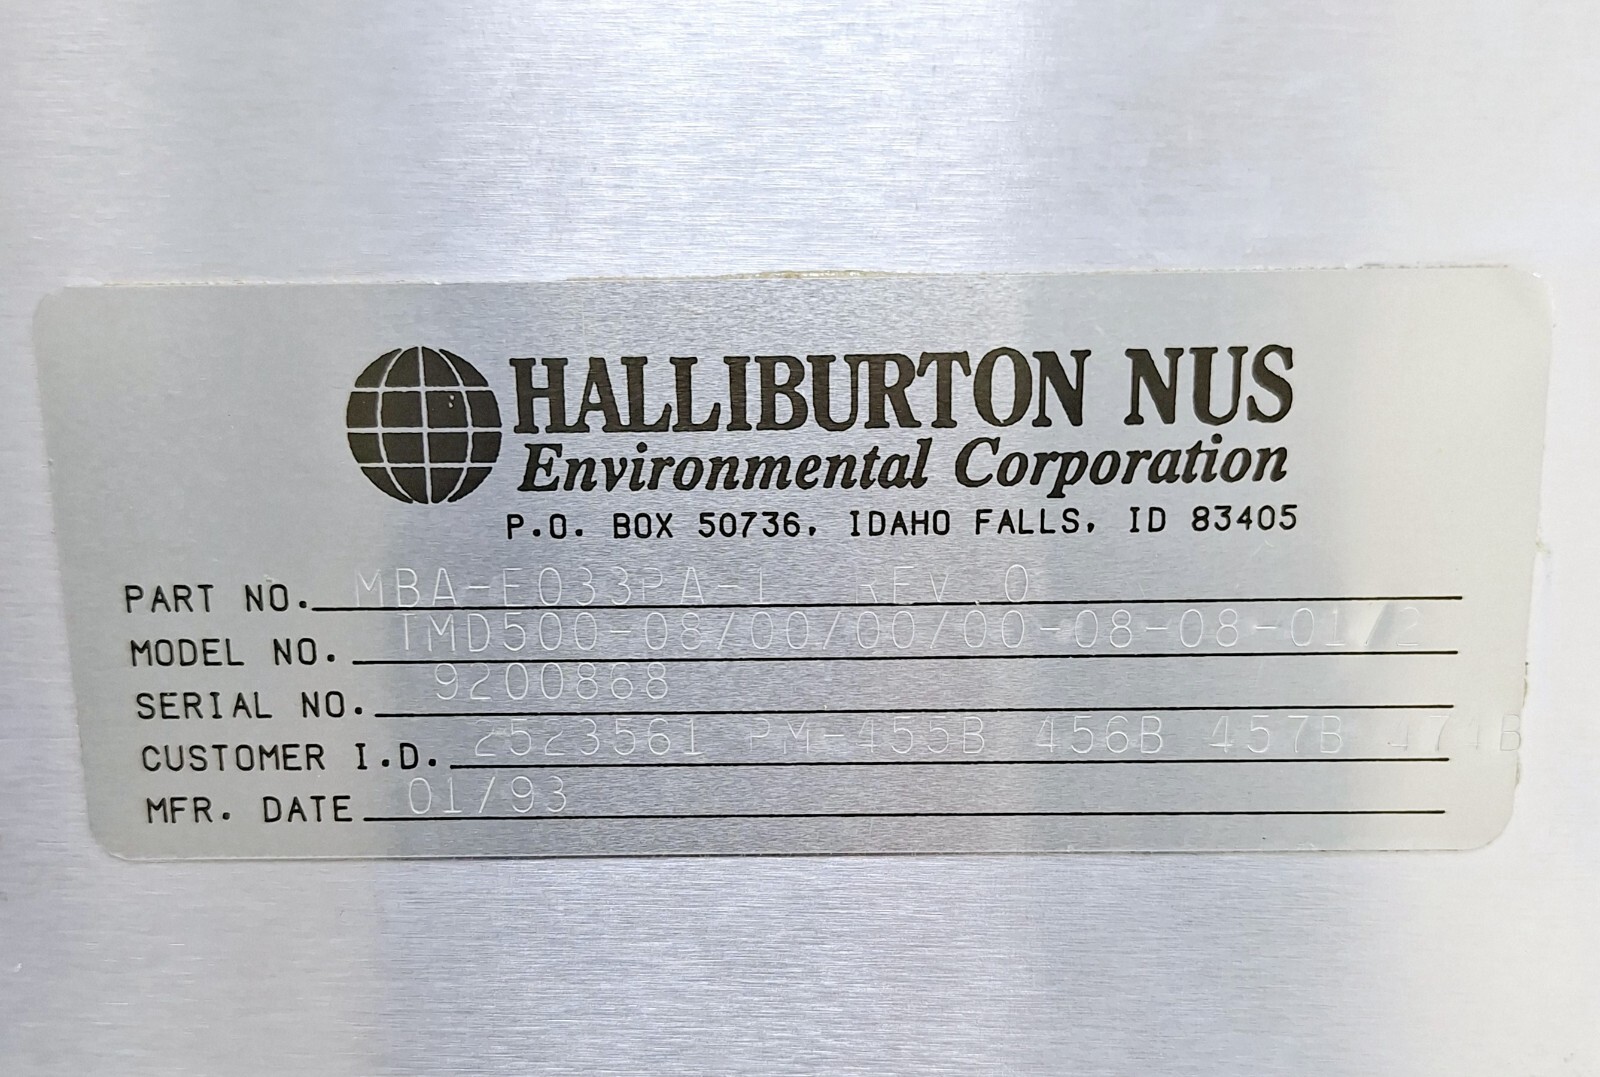 HALLIBURTON NUS
Environmental Corporation
P.O. BOX 50736, IDAHO FALLS, ID 83405
PART NO. MBA-E033PA-1 REV 0
MODEL NO. TMD500-08/00/00/00-08-08-01/2
SERIAL NO. 9200868
CUSTOMER I.D. 2523561 PM-455B 456B 457B 474B
MFR. DATE 01/93